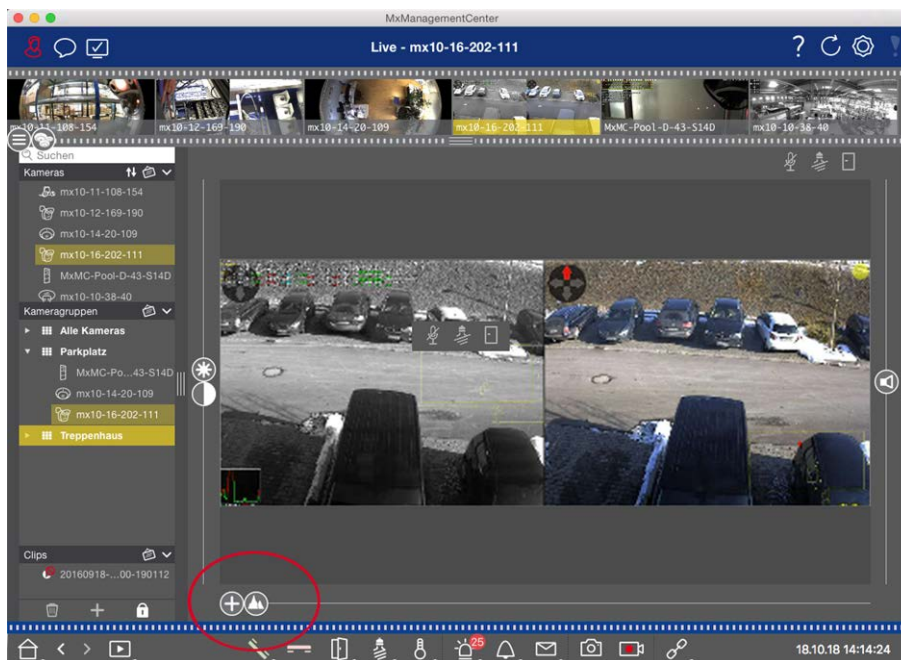 MxManagementCenter
Live - mx10-16-202-111
?
mx10-11-108-154
mx10-12-169-190
mx10-14-20-109
mx10-16-202-111
MxMC-Pool-D-43-S14D
mx10-10-38-40
Suchen
Kameras
mx10-11-108-154
mx10-12-169-190
mx10-14-20-109
mx10-16-202-111
MxMC-Pool-D-43-S14D
mx10-10-38-40
Kameragruppen
Alle Kameras
Parkplatz
MxMC-Po...43-S14D
mx10-14-20-109
mx10-16-202-111
Treppenhaus
Clips
20160918-...00-190112
25
18.10.18 14:14:24